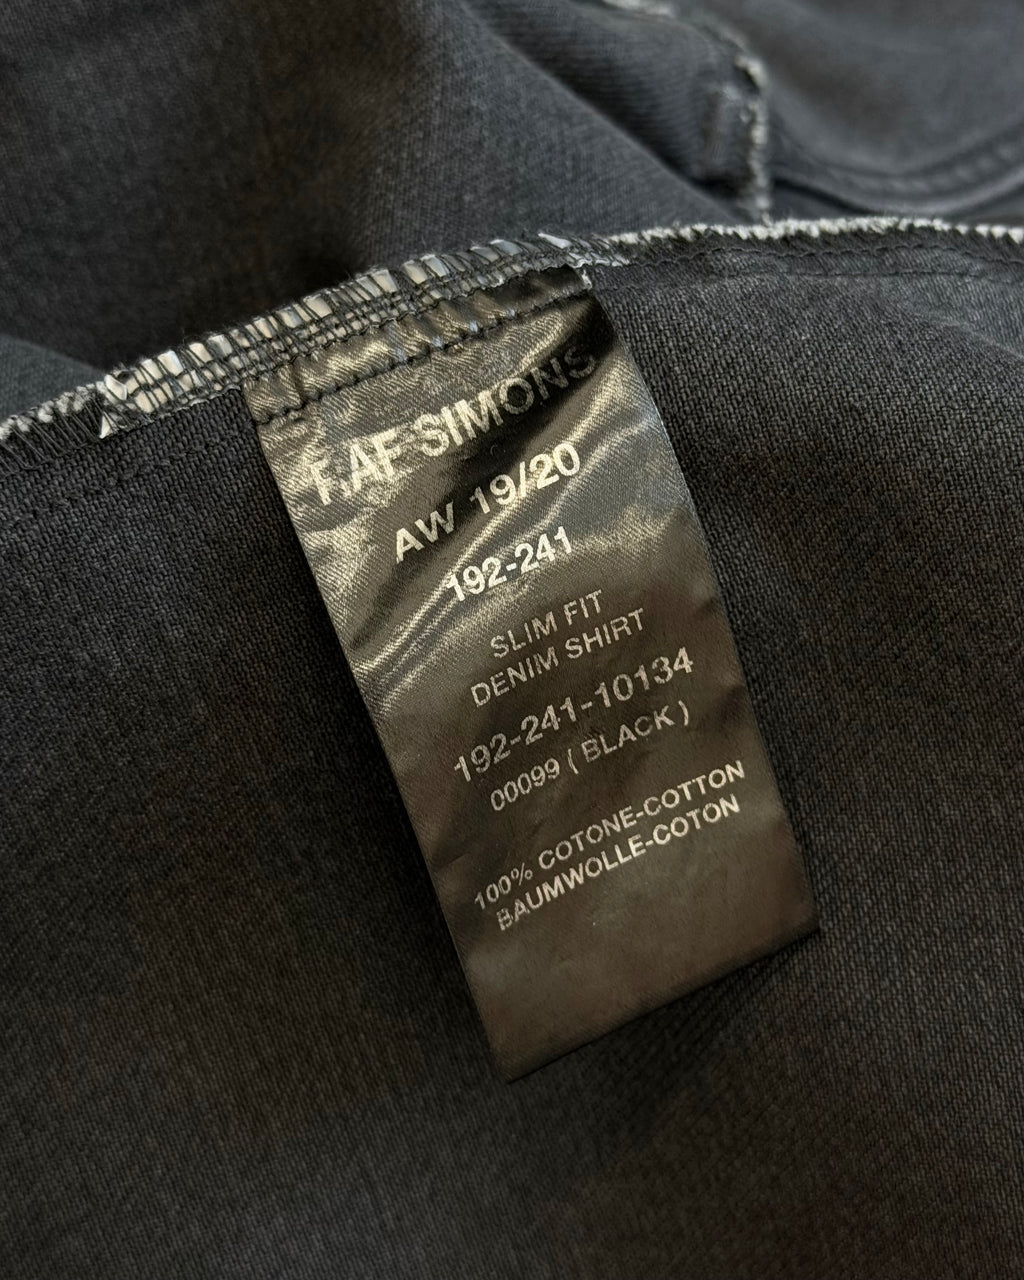 RAF SIMONS
AW 19/20
192-241
SLIM FIT
DENIM SHIRT
192-241-10134
00099 ( BLACK )
100% COTONE-COTTON
BAUMWOLLE-COTON